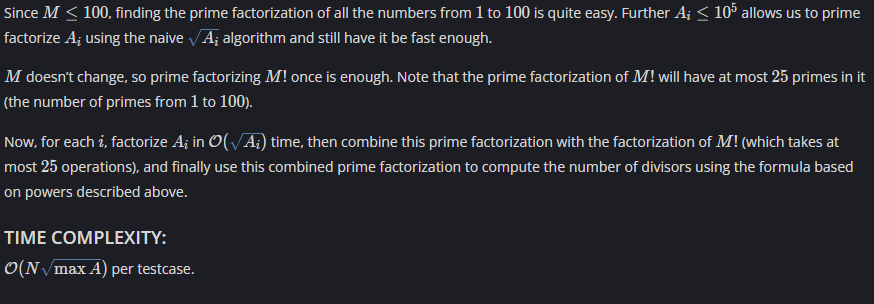 Since M ≤ 100, finding the prime factorization of all the numbers from 1 to 100 is quite easy. Further A_i ≤ 10^5 allows us to prime
factorize A_i using the naive √A_i algorithm and still have it be fast enough.
M doesn't change, so prime factorizing M! once is enough. Note that the prime factorization of M! will have at most 25 primes in it
(the number of primes from 1 to 100).
Now, for each i, factorize A_i in O(√A_i) time, then combine this prime factorization with the factorization of M! (which takes at
most 25 operations), and finally use this combined prime factorization to compute the number of divisors using the formula based
on powers described above.
TIME COMPLEXITY:
O(N√max A) per testcase.